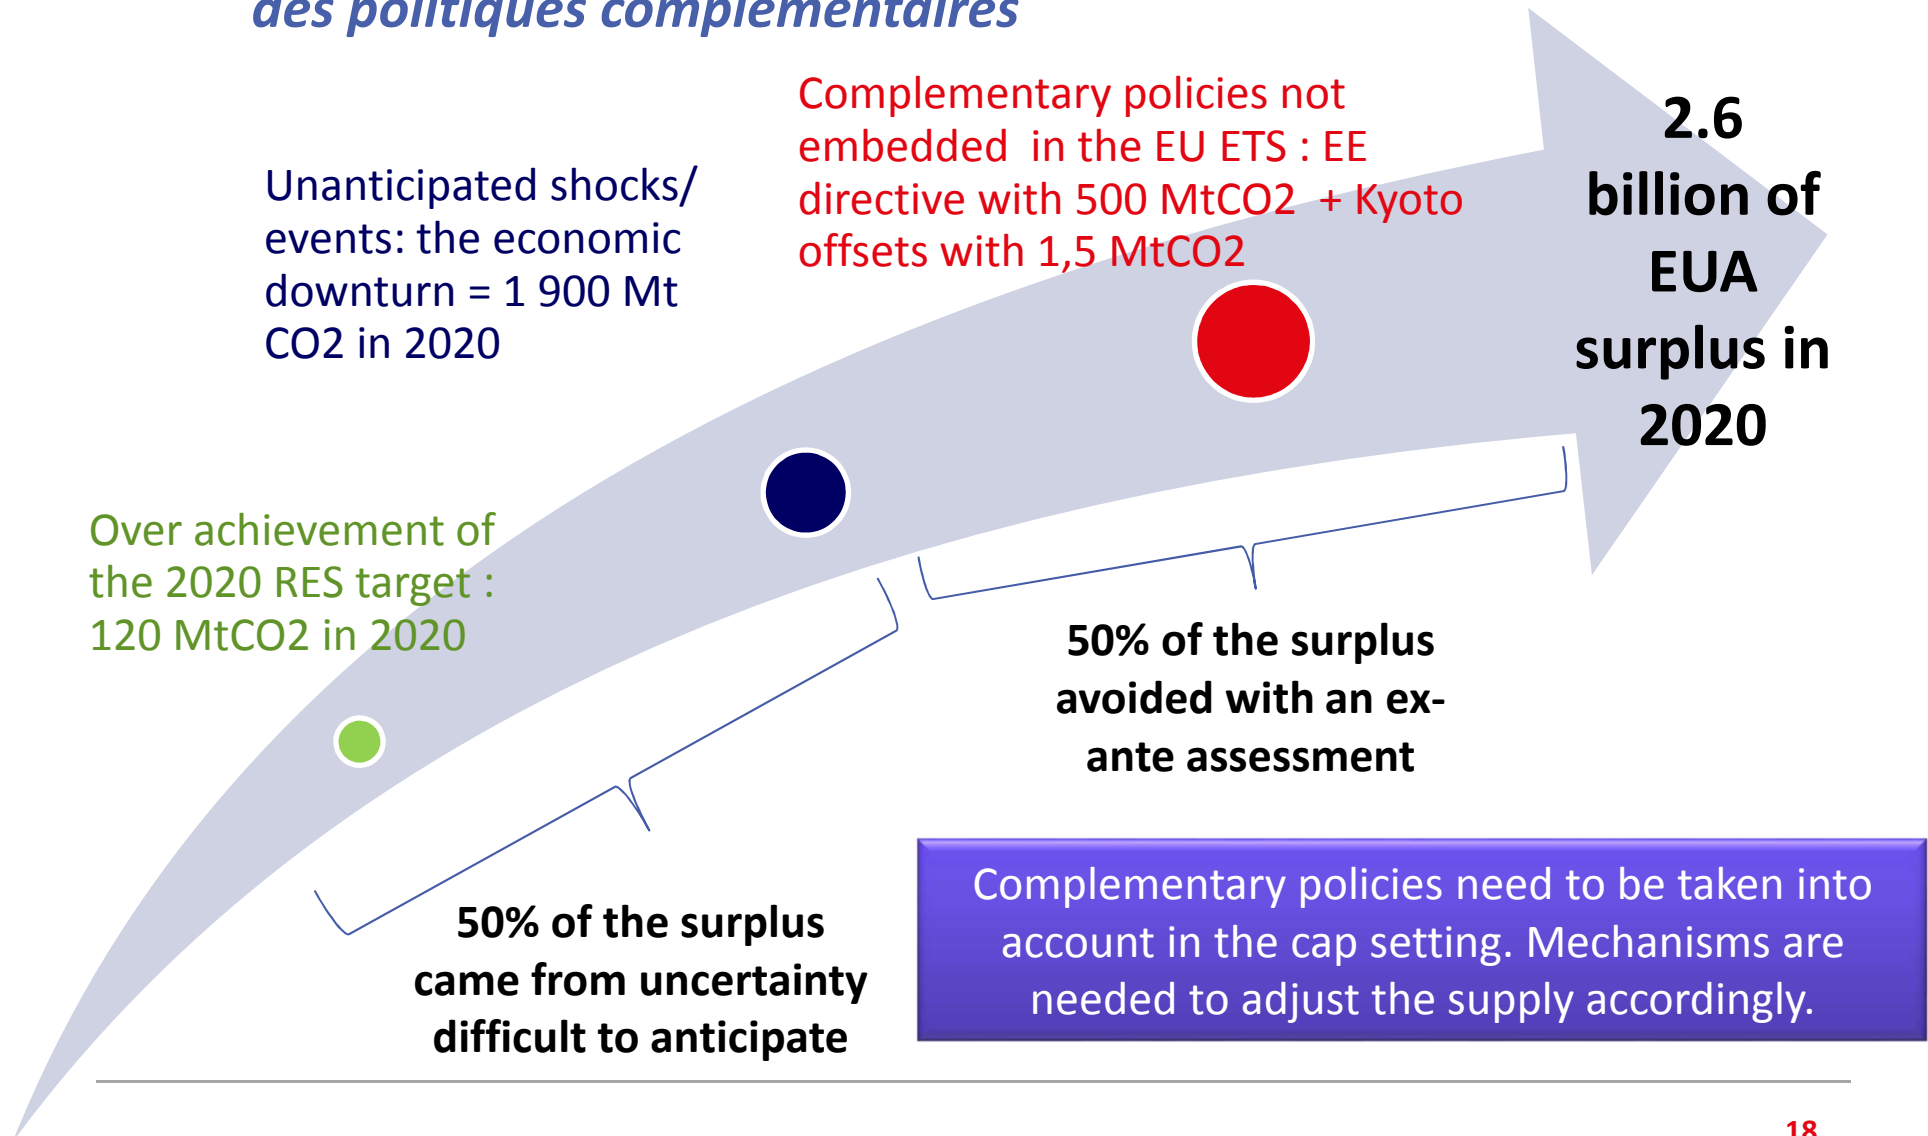 des politiques complémentaires
Complementary policies not
embedded in the EU ETS : EE
directive with 500 MtCO2 + Kyoto
offsets with 1,5 MtCO2
Unanticipated shocks/
events: the economic
downturn = 1 900 Mt
CO2 in 2020
Over achievement of
the 2020 RES target :
120 MtCO2 in 2020
2.6
billion of
EUA
surplus in
2020
50% of the surplus
avoided with an ex-
ante assessment
50% of the surplus
came from uncertainty
difficult to anticipate
Complementary policies need to be taken into
account in the cap setting. Mechanisms are
needed to adjust the supply accordingly.
18